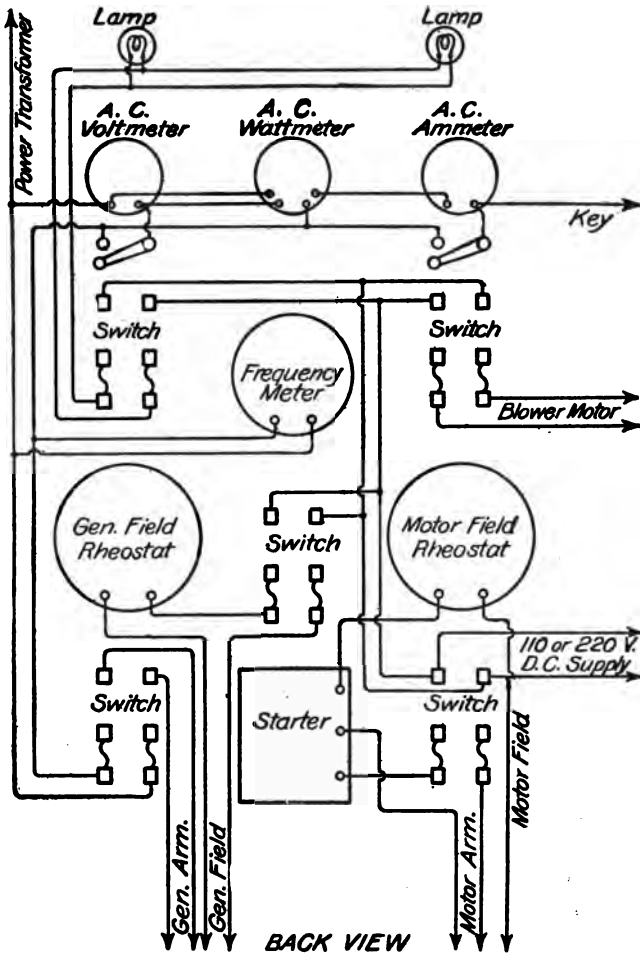 Lamp
Lamp
Power Transformer
A. C.
Voltmeter
A. C.
Wattmeter
A. C.
Ammeter
Key
Switch
Switch
Frequency
Meter
Blower Motor
Gen. Field
Rheostat
Switch
Motor Field
Rheostat
110 or 220 V.
D.C. Supply
Switch
Starter
Switch
Motor Field
Gen. Arm.
Gen. Field
Motor Arm.
BACK VIEW